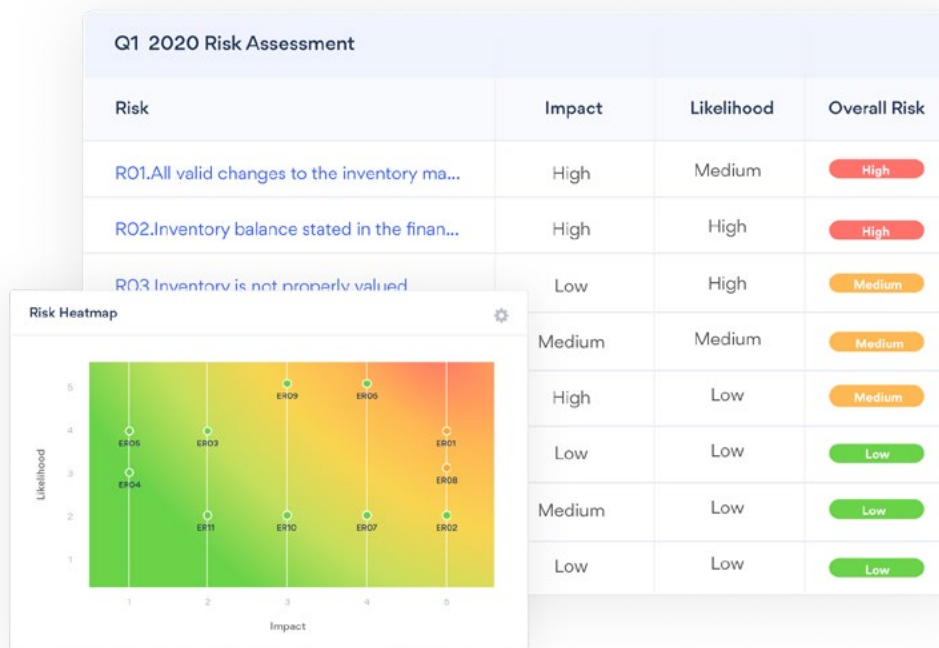 Q1 2020 Risk Assessment
Risk Impact Likelihood Overall Risk
R01.All valid changes to the inventory ma... High Medium High
R02.Inventory balance stated in the finan... High High High
R03.Inventory is not properly valued Low High Medium
Medium Medium Medium
High Low Medium
Low Low Low
Medium Low Low
Low Low Low
Risk Heatmap
Likelihood
5
4
3
2
1
ER09 ER06
ER05 ER03 ER01
ER04 ER08
ER11 ER10 ER07 ER02
1 2 3 4 5
Impact